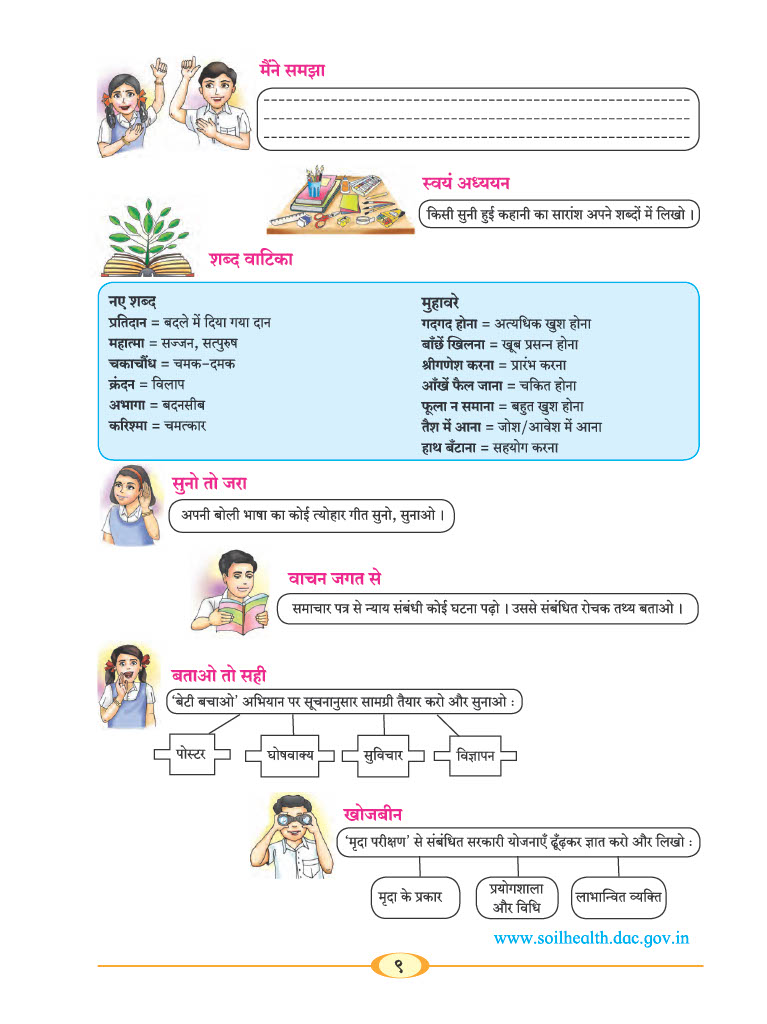 मैंने समझा
स्वयं अध्ययन
किसी सुनी हुई कहानी का सारांश अपने शब्दों में लिखो ।
शब्द वाटिका
नए शब्द
प्रतिदान = बदले में दिया गया दान
महात्मा = सज्जन, सत्पुरुष
चकाचौंध = चमक-दमक
क्रंदन = विलाप
अभागा = बदनसीब
करिश्मा = चमत्कार
मुहावरे
गदगद होना = अत्यधिक खुश होना
बाँछें खिलना = खूब प्रसन्न होना
श्रीगणेश करना = प्रारंभ करना
आँखें फैल जाना = चकित होना
फूला न समाना = बहुत खुश होना
तैश में आना = जोश/आवेश में आना
हाथ बँटाना = सहयोग करना
सुनो तो जरा
अपनी बोली भाषा का कोई त्योहार गीत सुनो, सुनाओ ।
वाचन जगत से
समाचार पत्र से न्याय संबंधी कोई घटना पढ़ो । उससे संबंधित रोचक तथ्य बताओ ।
बताओ तो सही
‘बेटी बचाओ’ अभियान पर सूचनानुसार सामग्री तैयार करो और सुनाओ :
पोस्टर
घोषवाक्य
सुविचार
विज्ञापन
खोजबीन
‘मृदा परीक्षण’ से संबंधित सरकारी योजनाएँ ढूँढ़कर ज्ञात करो और लिखो :
मृदा के प्रकार
प्रयोगशाला
और विधि
लाभान्वित व्यक्ति
www.soilhealth.dac.gov.in
९